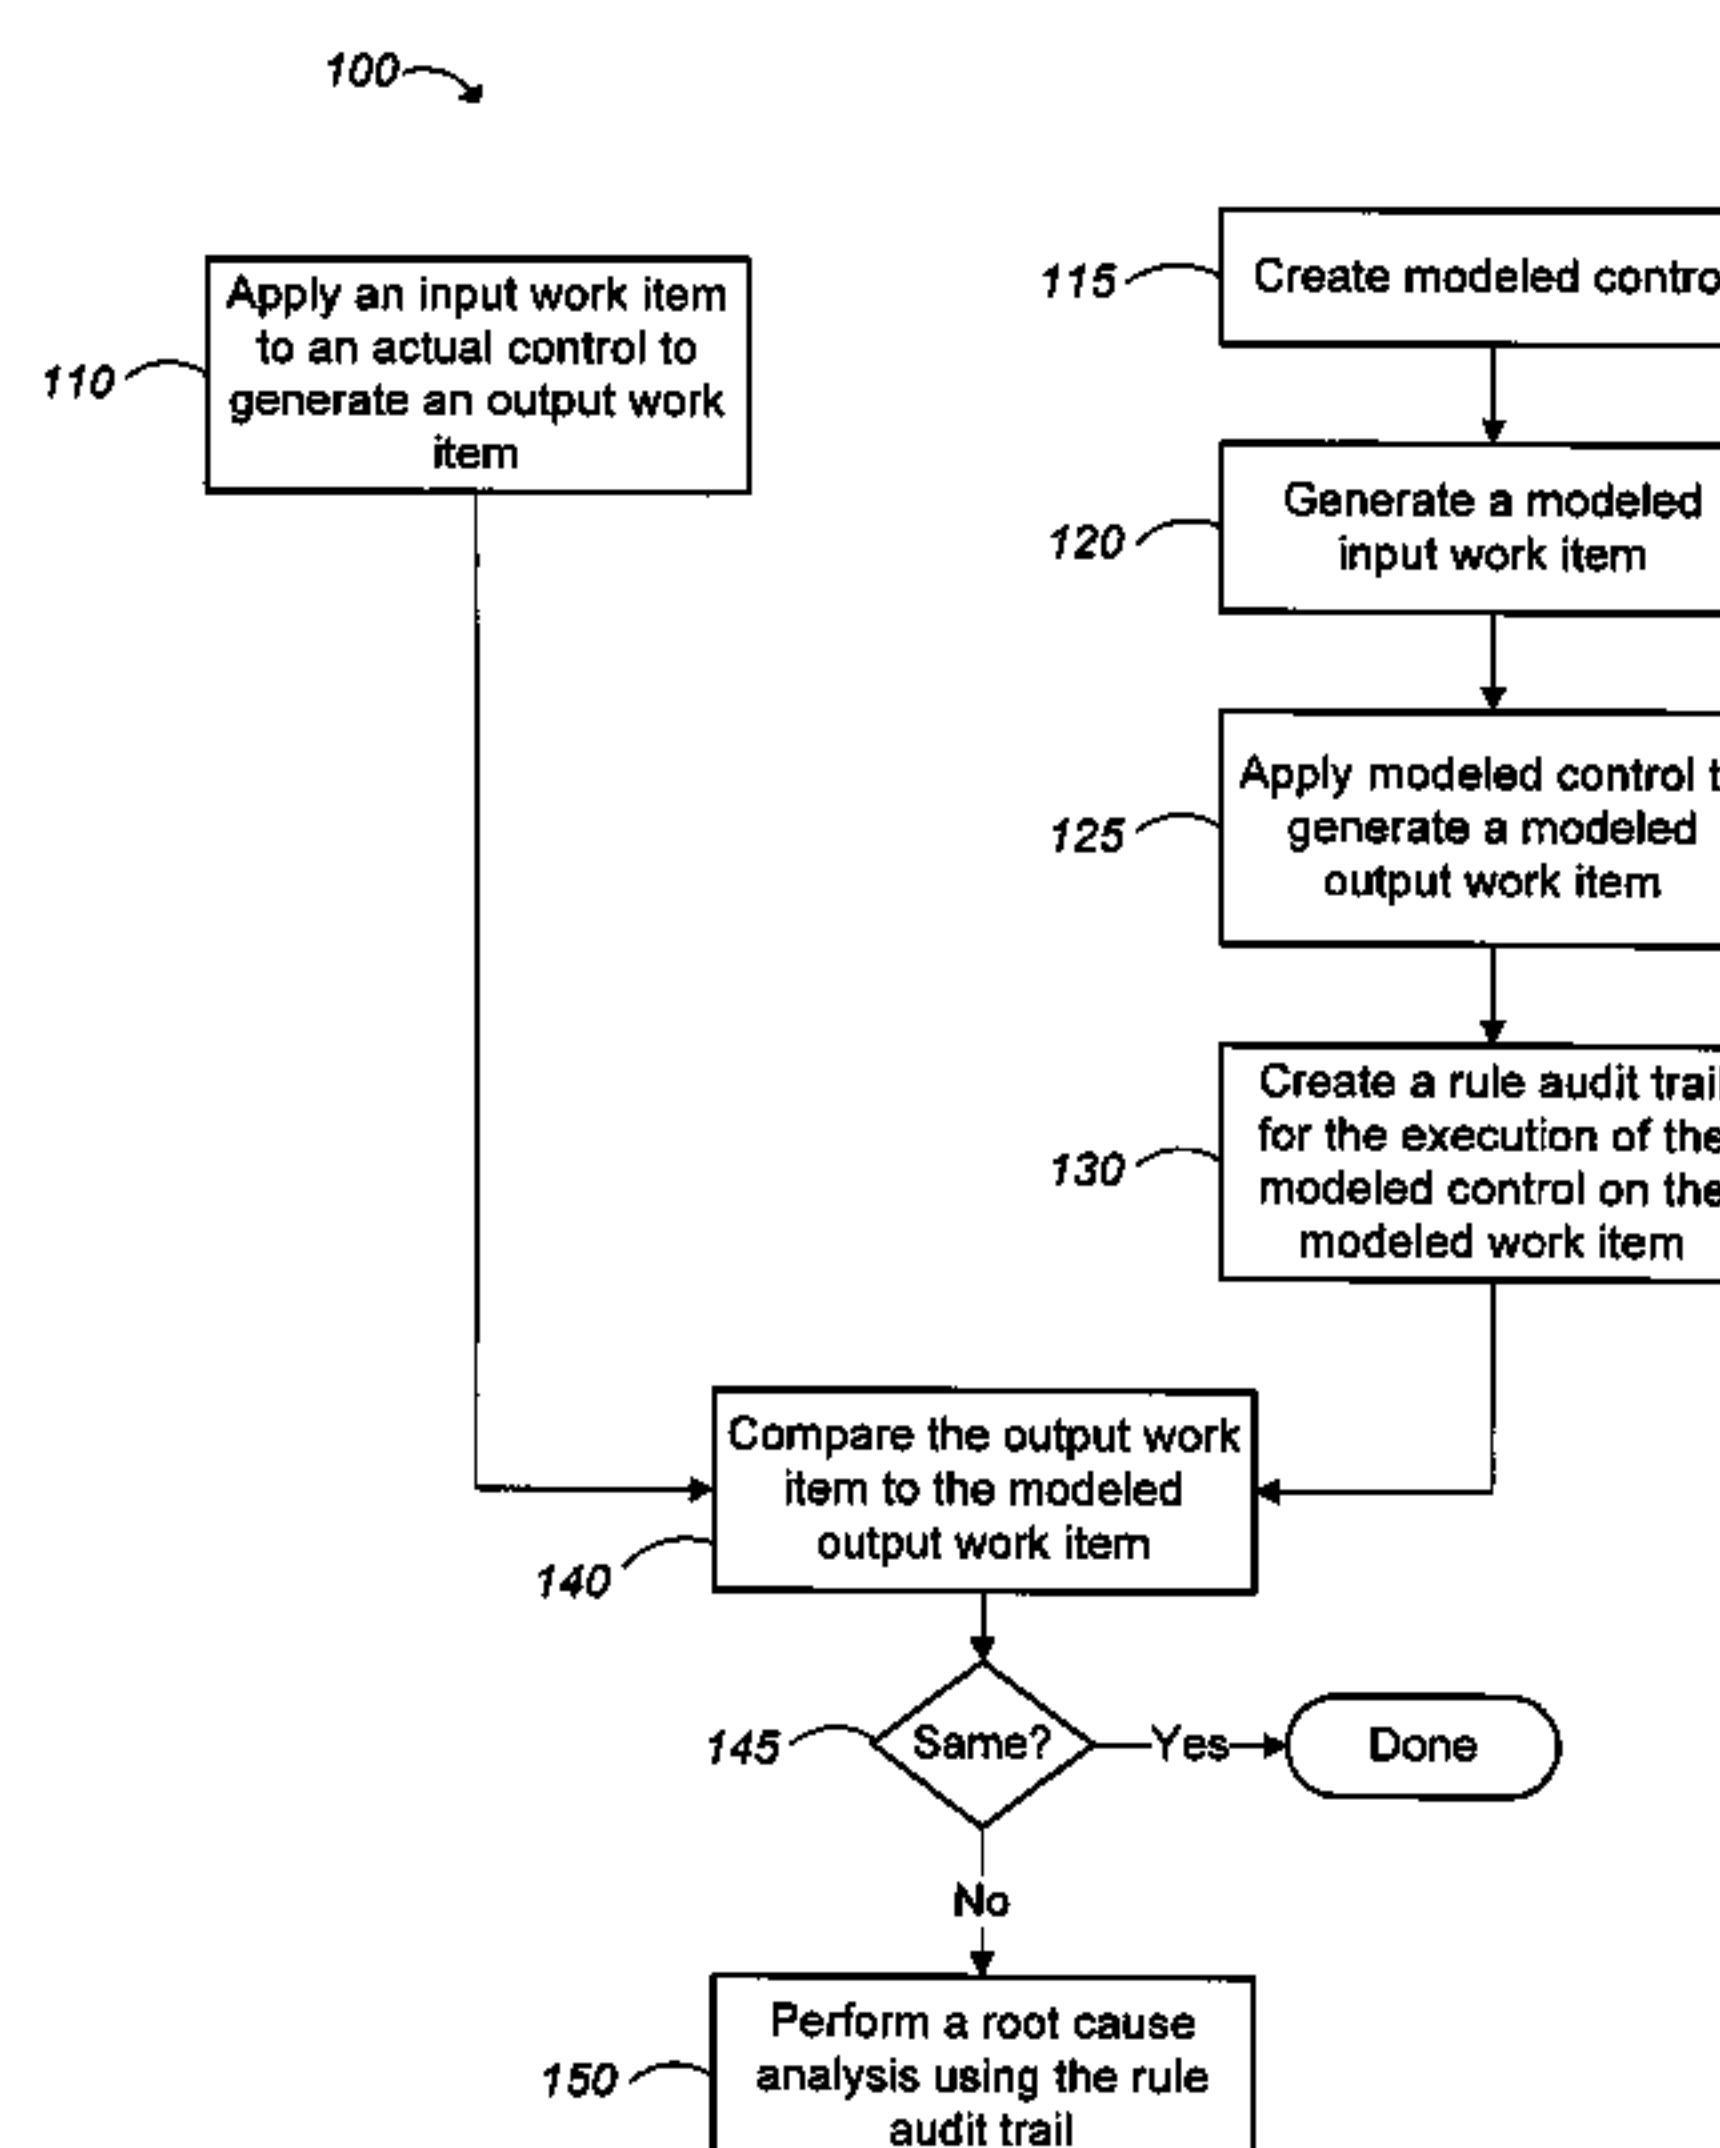 100
110
Apply an input work item
to an actual control to
generate an output work
item
115
Create modeled contro
120
Generate a modeled
input work item
125
Apply modeled control t
generate a modeled
output work item
130
Create a rule audit trail
for the execution of the
modeled control on the
modeled work item
140
Compare the output work
item to the modeled
output work item
145
Same?
Yes
Done
No
150
Perform a root cause
analysis using the rule
audit trail